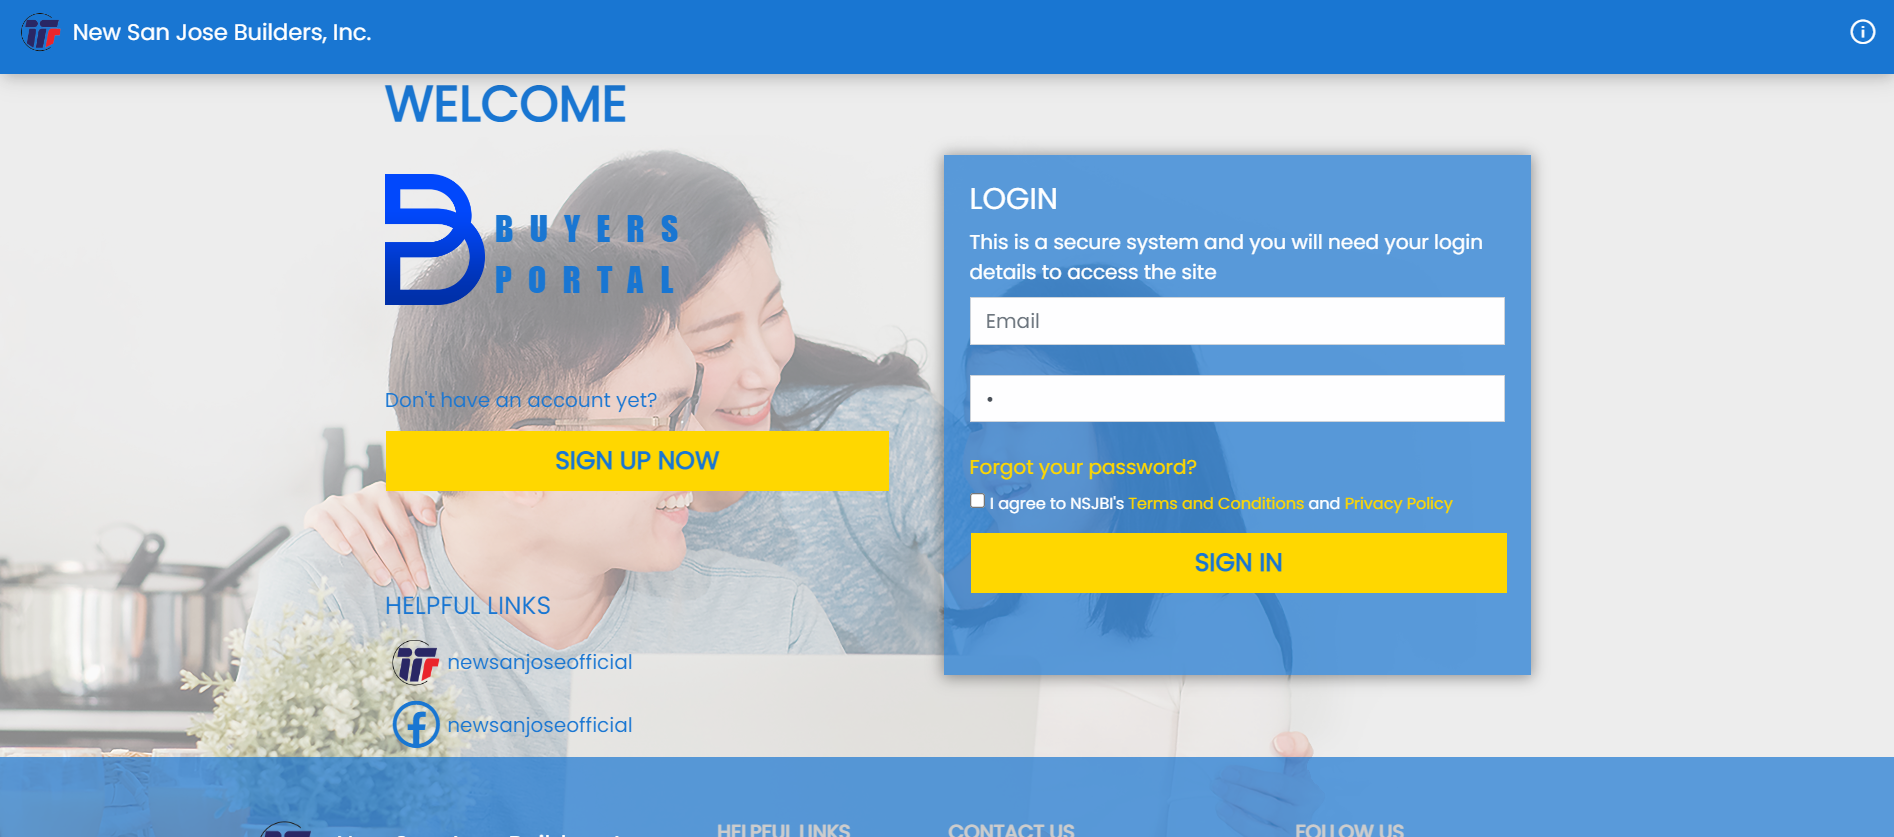 New San Jose Builders, Inc.
WELCOME
BUYERS
PORTAL
Don't have an account yet?
SIGN UP NOW
HELPFUL LINKS
newsanjoseofficial
newsanjoseofficial
LOGIN
This is a secure system and you will need your login
details to access the site
Email
•
Forgot your password?
I agree to NSJBI's Terms and Conditions and Privacy Policy
SIGN IN
HELPFUL LINKS
CONTACT US
FOLLOW US